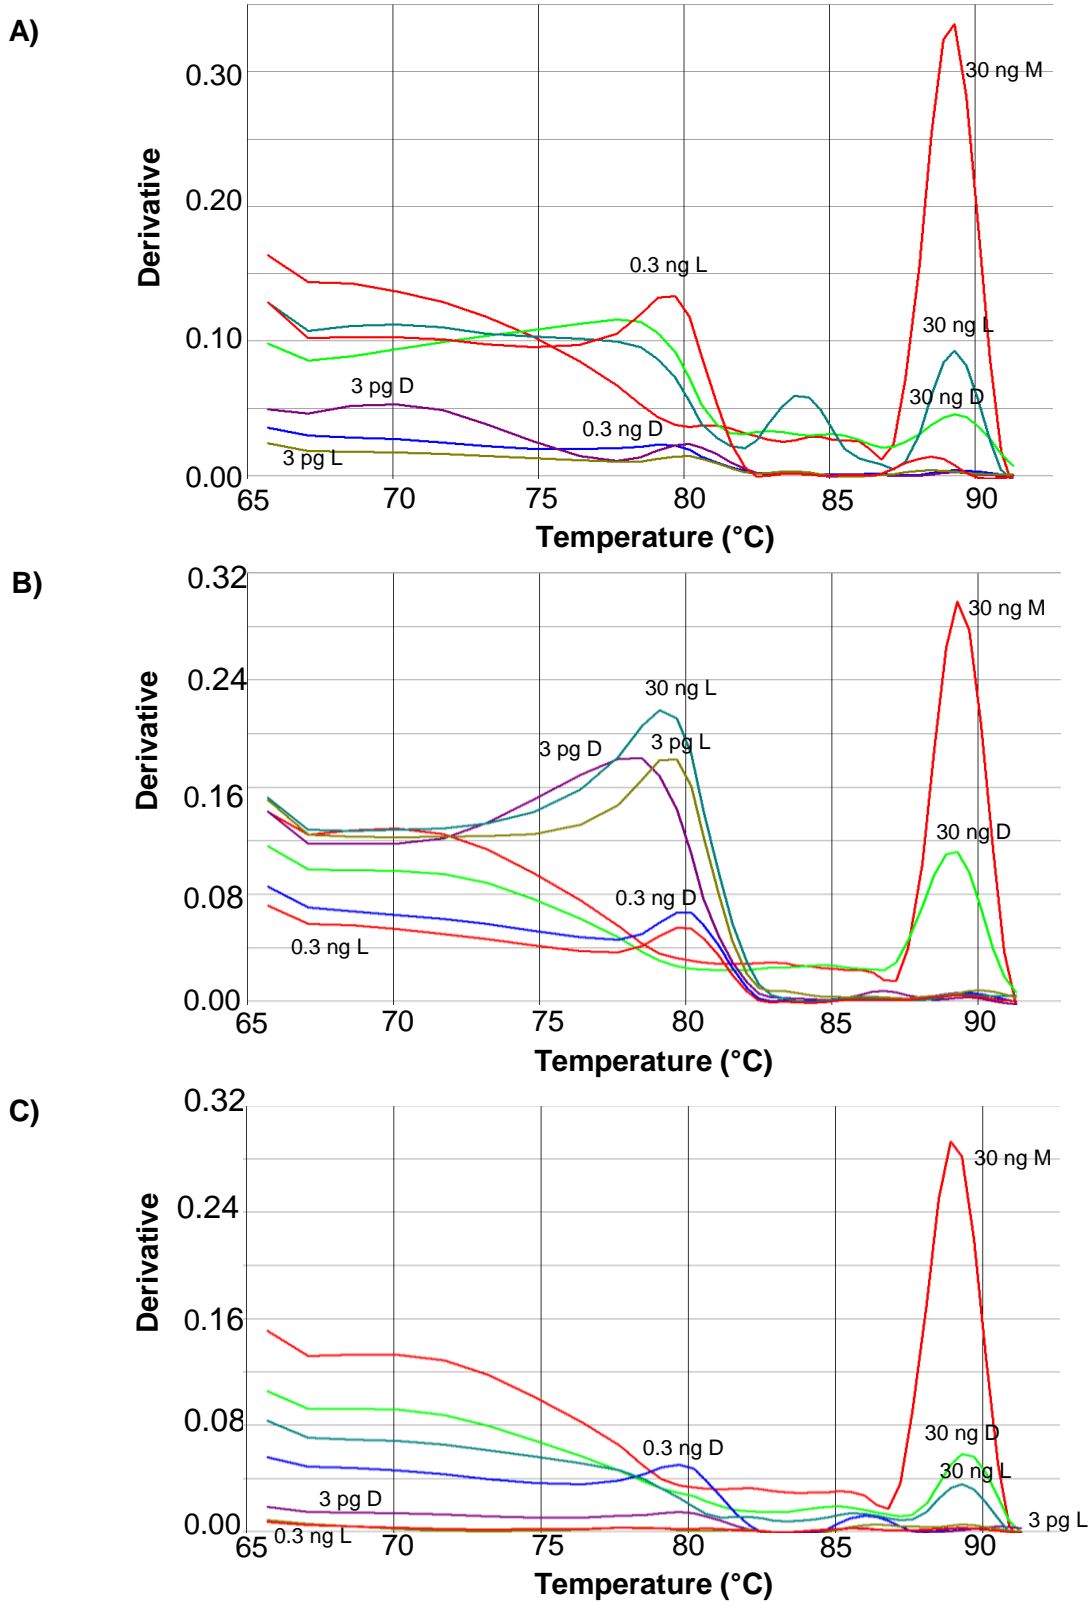 A)
Derivative
0.30
0.20
0.10
0.00
30 ng M
0.3 ng L
30 ng L
3 pg D
30 ng D
0.3 ng D
3 pg L
65 70 75 80 85 90
Temperature (°C)
B)
Derivative
0.32
0.24
0.16
0.08
0.00
30 ng M
30 ng L
3 pg D
3 pg L
30 ng D
0.3 ng D
0.3 ng L
65 70 75 80 85 90
Temperature (°C)
C)
Derivative
0.32
0.24
0.16
0.08
0.00
30 ng M
30 ng D
0.3 ng D
30 ng L
3 pg D
3 pg L
0.3 ng L
65 70 75 80 85 90
Temperature (°C)